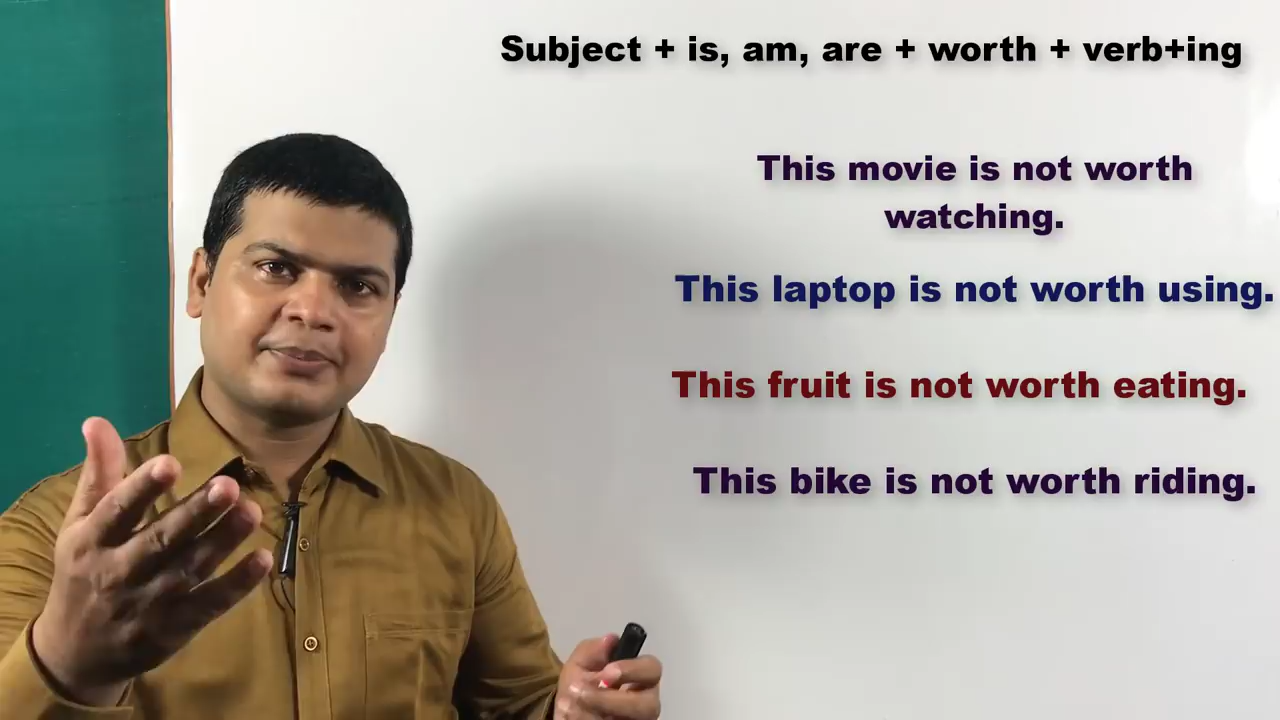 Subject + is, am, are + worth + verb+ing
This movie is not worth
watching.
This laptop is not worth using.
This fruit is not worth eating.
This bike is not worth riding.